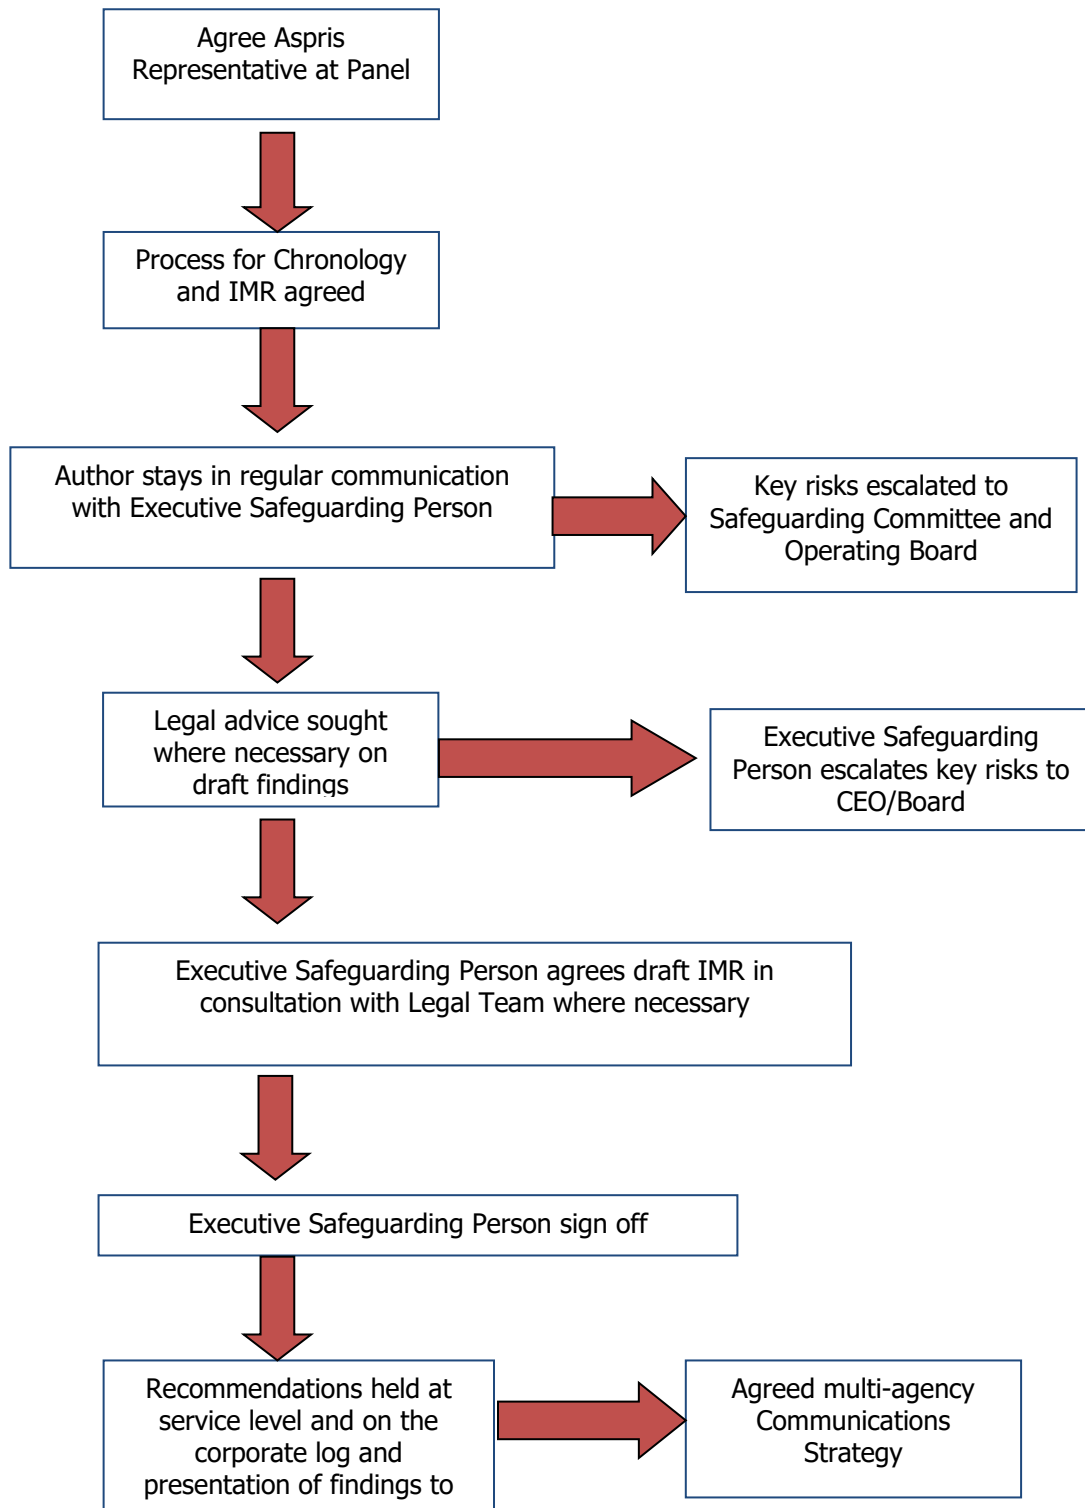 Agree Aspris
Representative at Panel
Process for Chronology
and IMR agreed
Author stays in regular communication
with Executive Safeguarding Person
Key risks escalated to
Safeguarding Committee and
Operating Board
Legal advice sought
where necessary on
draft findings
Executive Safeguarding
Person escalates key risks to
CEO/Board
Executive Safeguarding Person agrees draft IMR in
consultation with Legal Team where necessary
Executive Safeguarding Person sign off
Recommendations held at
service level and on the
corporate log and
presentation of findings to
Agreed multi-agency
Communications
Strategy